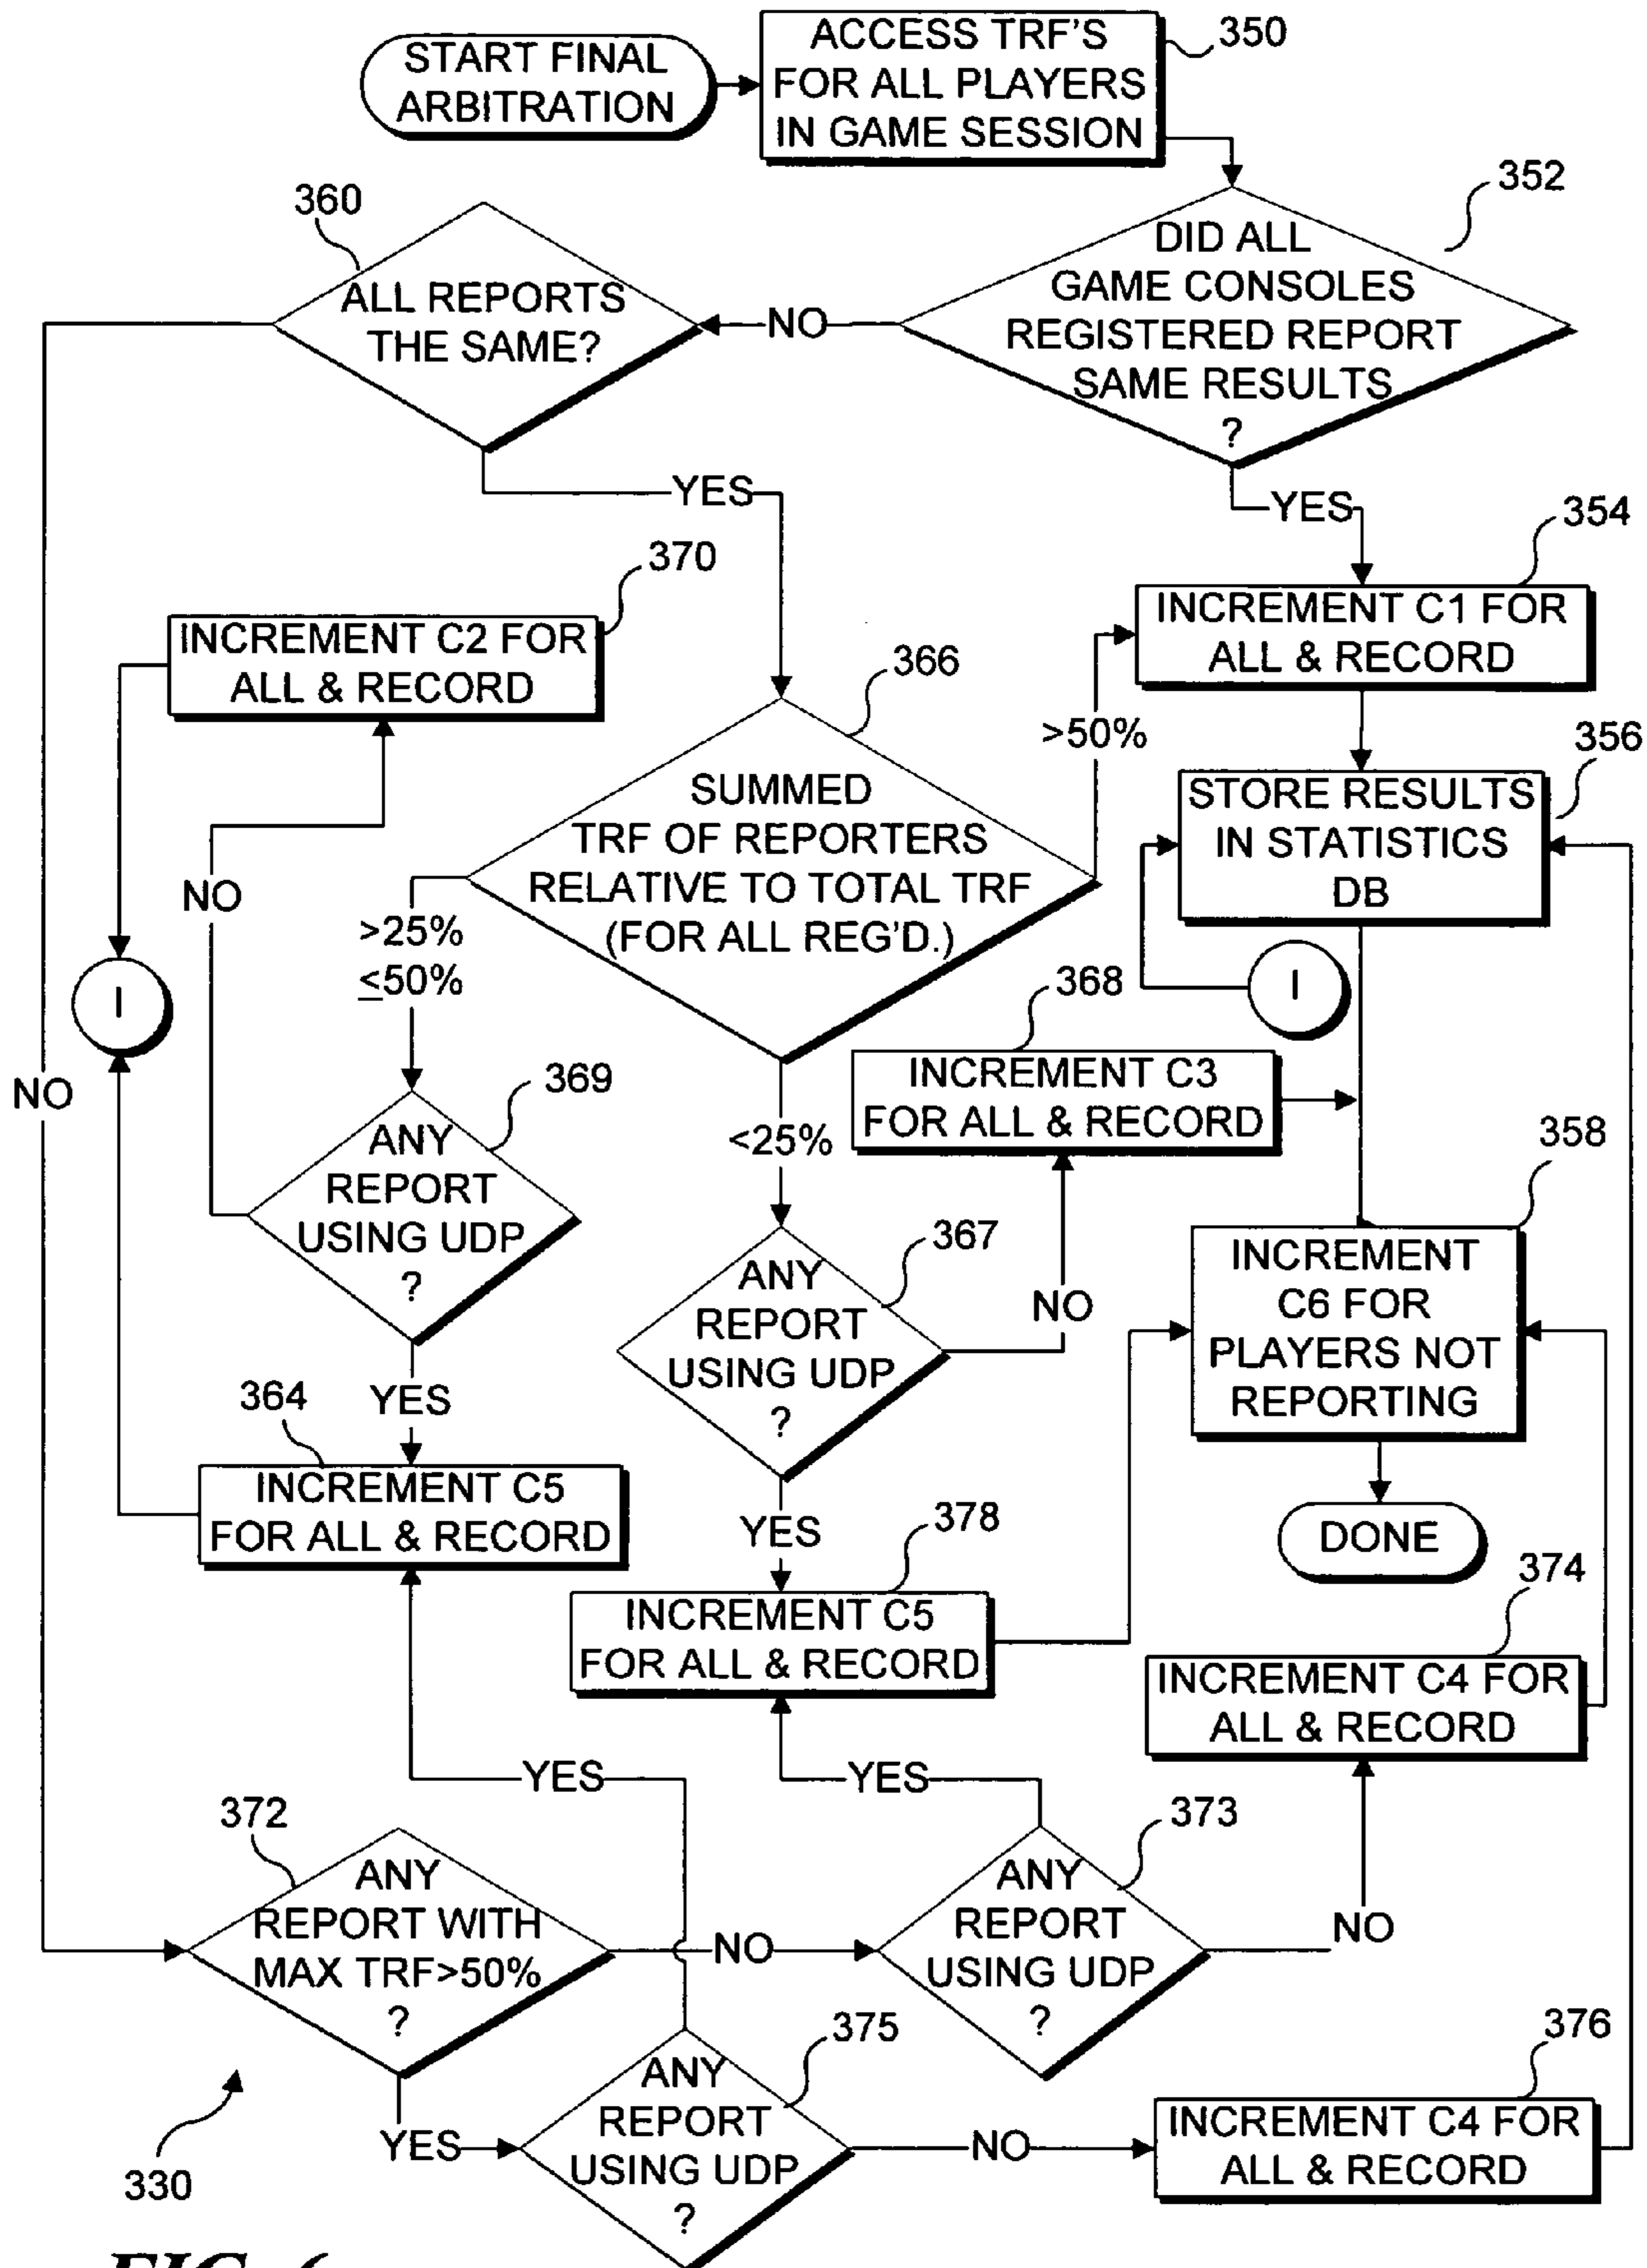 START FINAL
ARBITRATION
ACCESS TRF'S
FOR ALL PLAYERS
IN GAME SESSION
350
352
DID ALL
GAME CONSOLES
REGISTERED REPORT
SAME RESULTS
?
NO
360
ALL REPORTS
THE SAME?
YES
YES
354
INCREMENT C1 FOR
ALL & RECORD
370
INCREMENT C2 FOR
ALL & RECORD
366
>50%
SUMMED
TRF OF REPORTERS
RELATIVE TO TOTAL TRF
(FOR ALL REG'D.)
356
STORE RESULTS
IN STATISTICS
DB
NO
>25%
≤50%
I
I
368
INCREMENT C3
FOR ALL & RECORD
NO
369
ANY
REPORT
USING UDP
?
<25%
358
INCREMENT
C6 FOR
PLAYERS NOT
REPORTING
367
ANY
REPORT
USING UDP
?
NO
YES
364
INCREMENT C5
FOR ALL & RECORD
YES
378
INCREMENT C5
FOR ALL & RECORD
DONE
374
INCREMENT C4 FOR
ALL & RECORD
YES
YES
372
ANY
REPORT WITH
MAX TRF>50%
?
NO
373
ANY
REPORT
USING UDP
?
NO
YES
375
ANY
REPORT
USING UDP
?
NO
376
INCREMENT C4 FOR
ALL & RECORD
330
FIG. 6